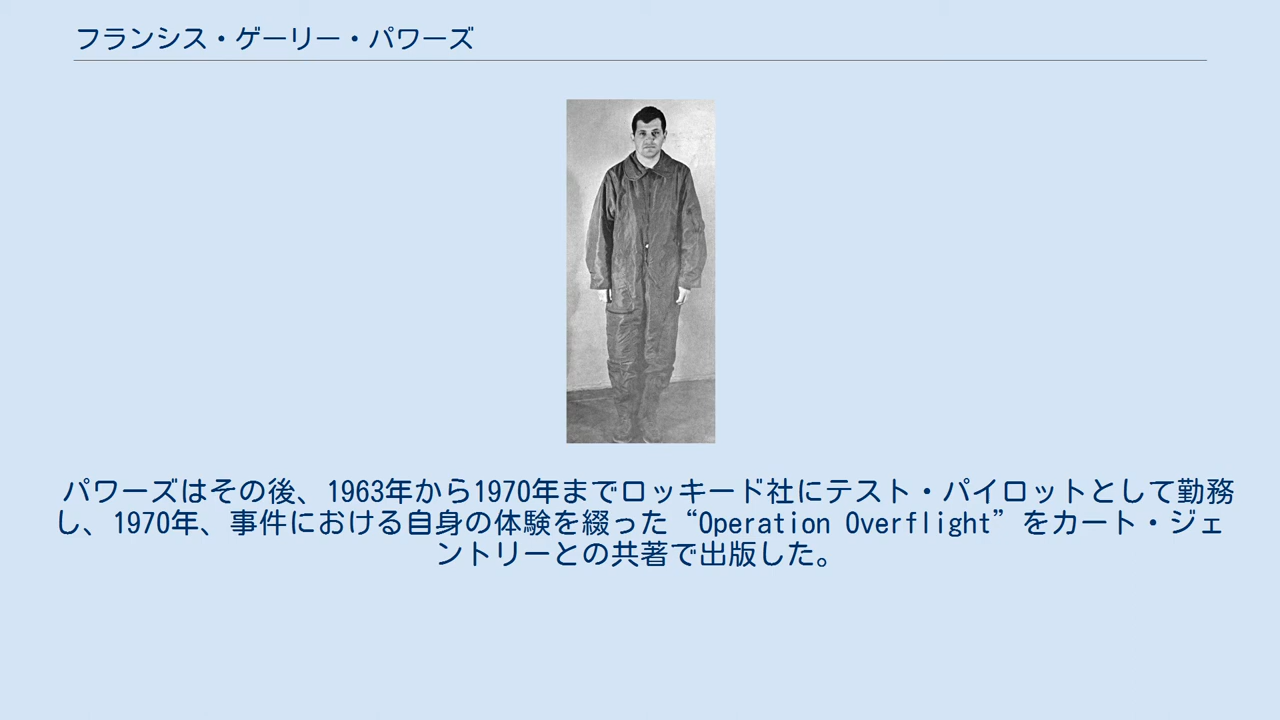 フランシス・ゲーリー・パワーズ
パワーズはその後、1963年から1970年までロッキード社にテスト・パイロットとして勤務
し、1970年、事件における自身の体験を綴った“Operation Overflight”をカート・ジェ
ントリーとの共著で出版した。